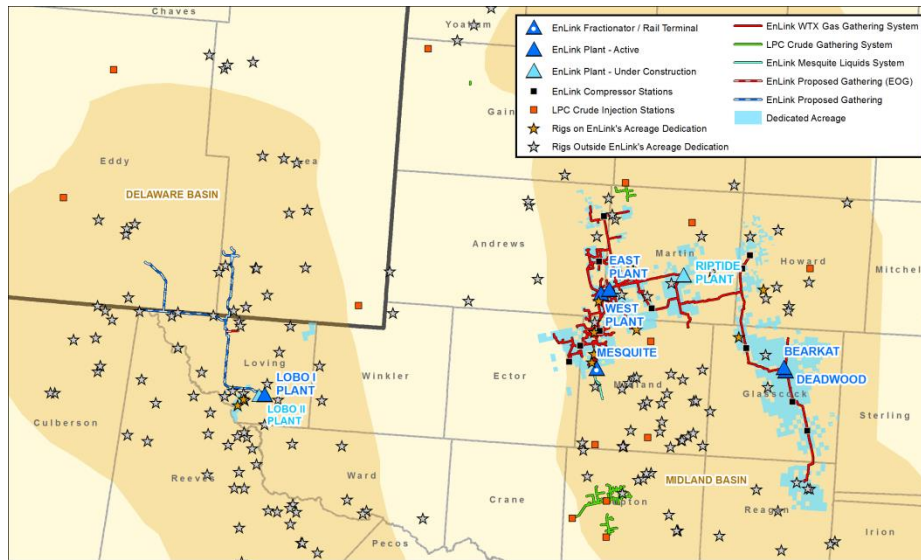 Chaves
Yoakum
Gain
EnLink Fractionator / Rail Terminal
EnLink Plant - Active
EnLink Plant - Under Construction
EnLink Compressor Stations
LPC Crude Injection Stations
Rigs on EnLink's Acreage Dedication
Rigs Outside EnLink's Acreage Dedication
EnLink WTX Gas Gathering System
LPC Crude Gathering System
EnLink Mesquite Liquids System
EnLink Proposed Gathering (EOG)
EnLink Proposed Gathering
Dedicated Acreage
Eddy
Lea
DELAWARE BASIN
Andrews
Martin
Howard
Mitchel
EAST
PLANT
RIPTIDE
PLANT
WEST
PLANT
MESQUITE
Midland
BEARKAT
DEADWOOD
Glasscock
Sterling
Loving
Winkler
Ector
LOBO I
PLANT
LOBO II
PLANT
Culberson
Reeves
Ward
Crane
Upton
MIDLAND BASIN
Reagan
Irion
Pecos